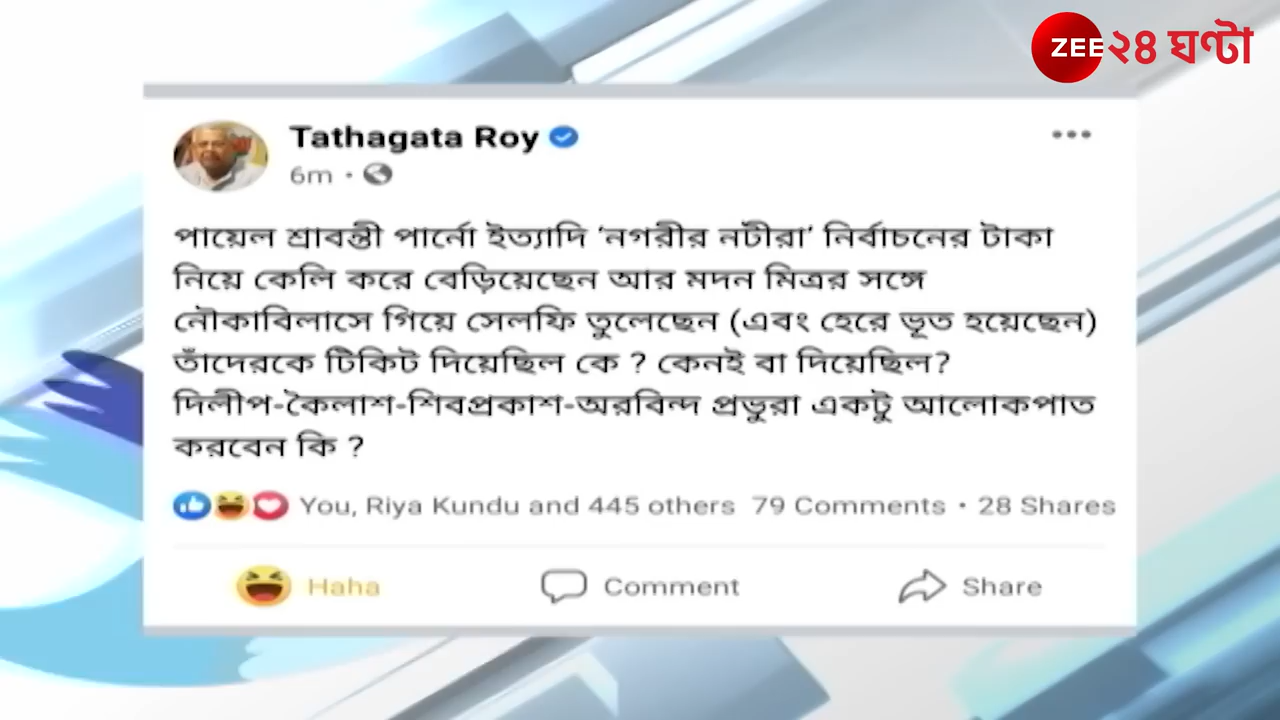 ZEE ২৪ ঘণ্টা
Tathagata Roy
6m ·
পায়েল শ্রাবন্তী পার্নো ইত্যাদি ‘নগরীর নটীরা’ নির্বাচনের টাকা
নিয়ে কেলি করে বেড়িয়েছেন আর মদন মিত্রর সঙ্গে
নৌকাবিলাসে গিয়ে সেলফি তুলেছেন (এবং হেরে ভূত হয়েছেন)
তাঁদেরকে টিকিট দিয়েছিল কে ? কেনই বা দিয়েছিল?
দিলীপ-কৈলাশ-শিবপ্রকাশ-অরবিন্দ প্রভুরা একটু আলোকপাত
করবেন কি ?
You, Riya Kundu and 445 others 79 Comments · 28 Shares
Haha Comment Share